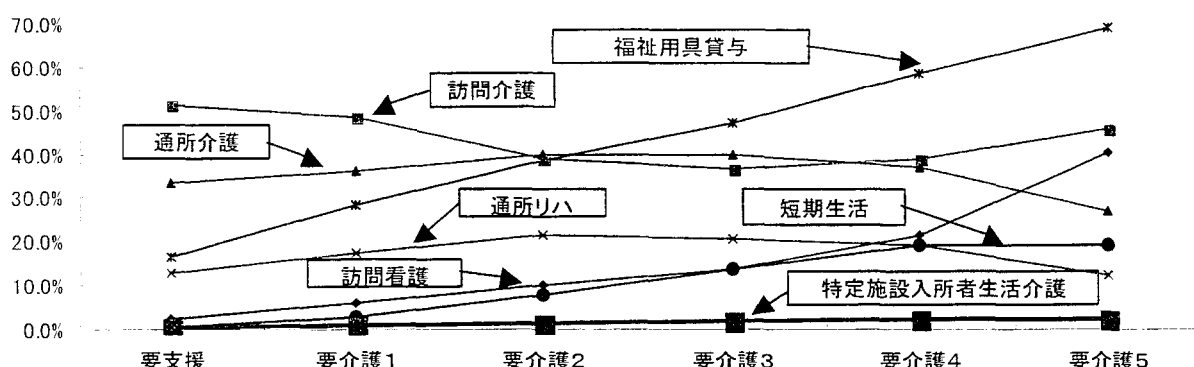 70.0%
60.0%
50.0%
40.0%
30.0%
20.0%
10.0%
0.0%
福祉用具貸与
訪問介護
通所介護
通所リハ
短期生活
訪問看護
特定施設入所者生活介護
要支援
要介護1
要介護2
要介護3
要介護4
要介護5